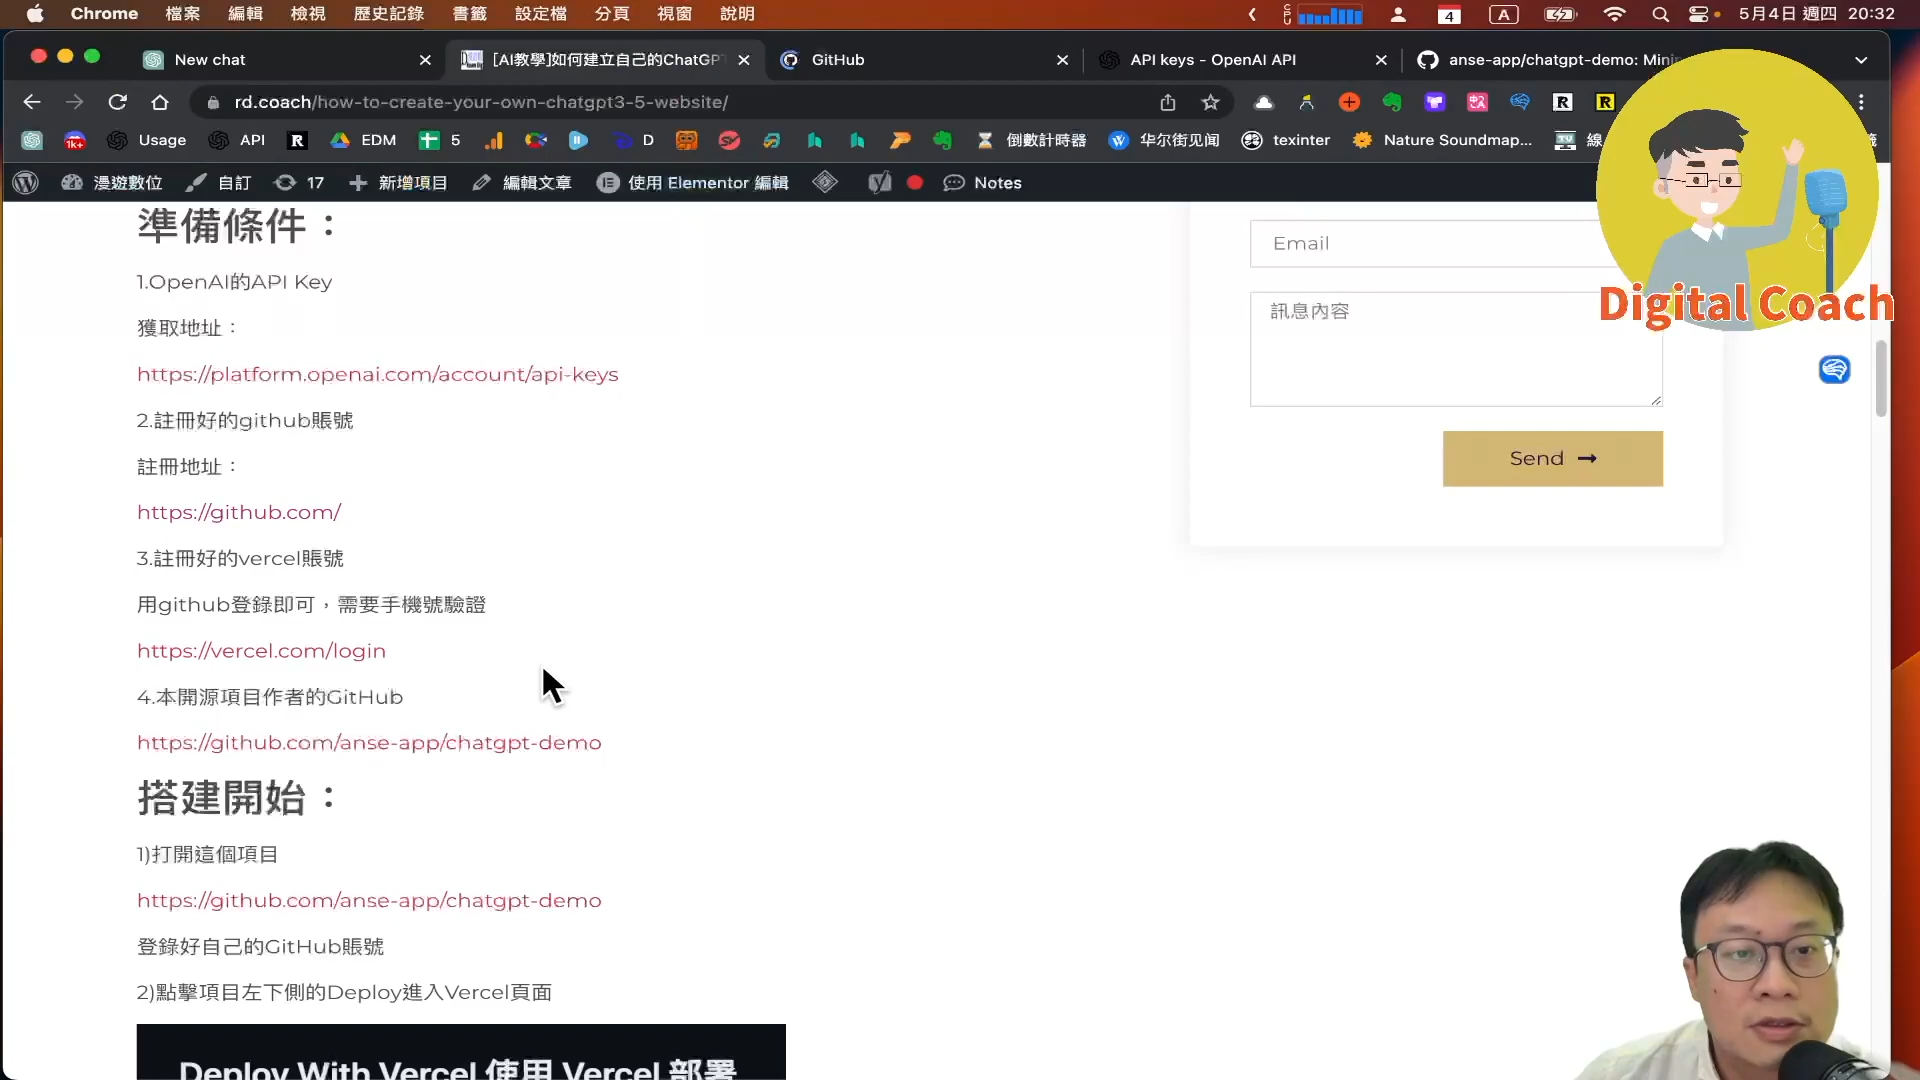 Chrome 檔案 編輯 檢視 歷史記錄 書籤 設定檔 分頁 視窗 說明 4 A 5月4日 週四 20:32
New chat
[AI教學]如何建立自己的ChatGPT
GitHub
API keys - OpenAI API
anse-app/chatgpt-demo: Mini
rd.coach/how-to-create-your-own-chatgpt3-5-website/
1k+ Usage API R EDM 5 D 倒數計時器 华尔街见闻 texinter Nature Soundmap... 線
漫遊數位 自訂 17 新增項目 編輯文章 使用 Elementor 編輯 Notes
準備條件：
1.OpenAI的API Key
獲取地址：
https://platform.openai.com/account/api-keys
2.註冊好的github賬號
註冊地址：
https://github.com/
3.註冊好的vercel賬號
用github登錄即可，需要手機號驗證
https://vercel.com/login
4.本開源項目作者的GitHub
https://github.com/anse-app/chatgpt-demo
搭建開始：
1)打開這個項目
https://github.com/anse-app/chatgpt-demo
登錄好自己的GitHub賬號
2)點擊項目左下側的Deploy進入Vercel頁面
Deploy With Vercel 使用 Vercel 部署
Email
訊息內容
Send
Digital Coach